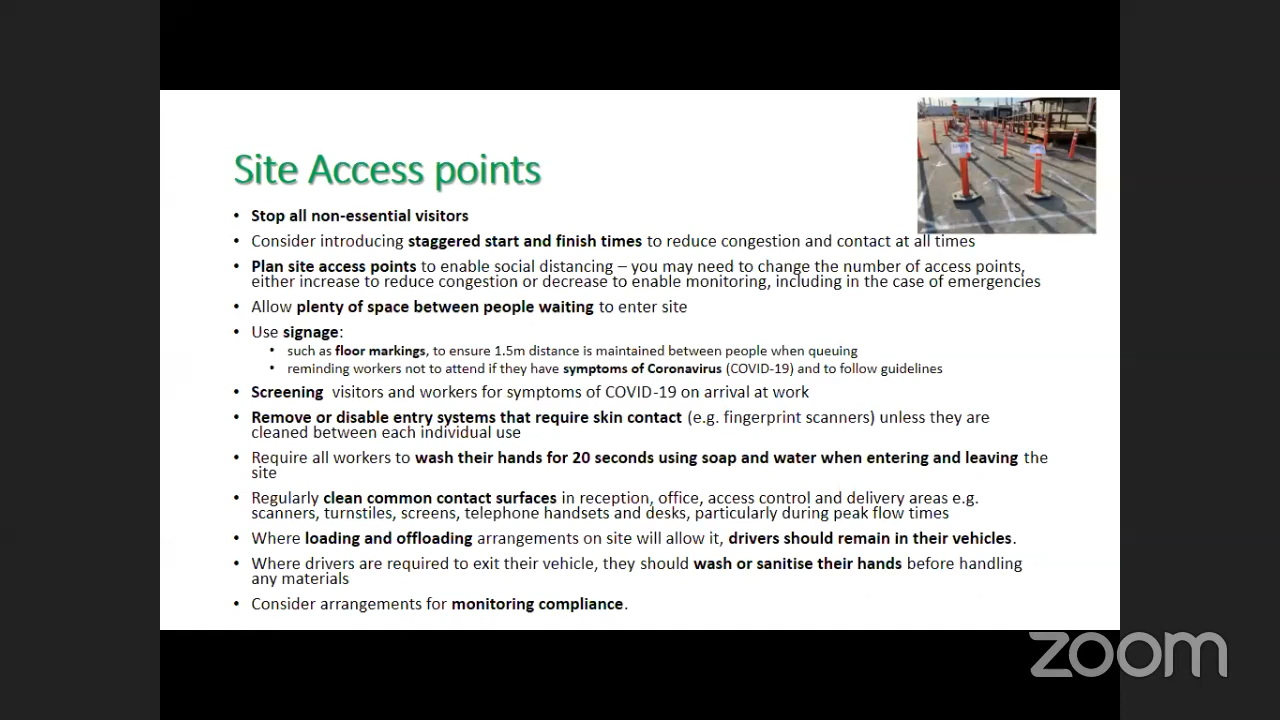 Site Access points
• Stop all non-essential visitors
• Consider introducing staggered start and finish times to reduce congestion and contact at all times
• Plan site access points to enable social distancing – you may need to change the number of access points,
either increase to reduce congestion or decrease to enable monitoring, including in the case of emergencies
• Allow plenty of space between people waiting to enter site
• Use signage:
• such as floor markings, to ensure 1.5m distance is maintained between people when queuing
• reminding workers not to attend if they have symptoms of Coronavirus (COVID-19) and to follow guidelines
• Screening visitors and workers for symptoms of COVID-19 on arrival at work
• Remove or disable entry systems that require skin contact (e.g. fingerprint scanners) unless they are
cleaned between each individual use
• Require all workers to wash their hands for 20 seconds using soap and water when entering and leaving the
site
• Regularly clean common contact surfaces in reception, office, access control and delivery areas e.g.
scanners, turnstiles, screens, telephone handsets and desks, particularly during peak flow times
• Where loading and offloading arrangements on site will allow it, drivers should remain in their vehicles.
• Where drivers are required to exit their vehicle, they should wash or sanitise their hands before handling
any materials
• Consider arrangements for monitoring compliance.
zoom